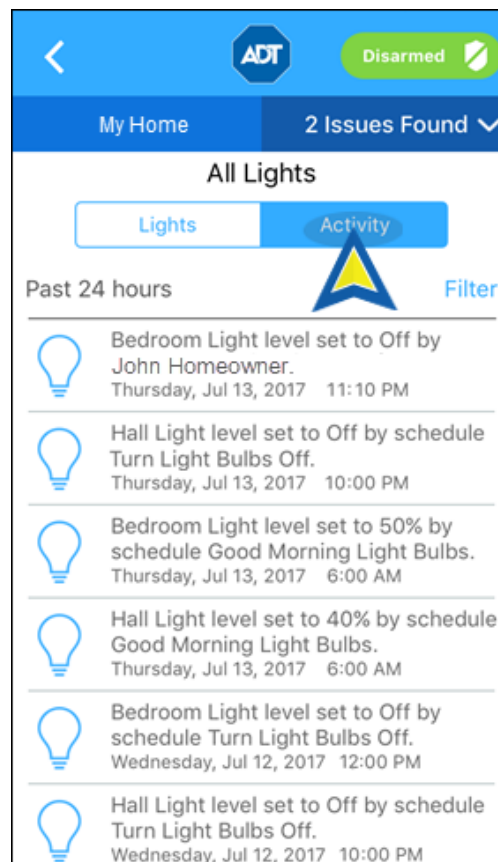 ADT
Disarmed
My Home
2 Issues Found
All Lights
Lights
Activity
Past 24 hours
Filter
Bedroom Light level set to Off by
John Homeowner.
Thursday, Jul 13, 2017 11:10 PM
Hall Light level set to Off by schedule
Turn Light Bulbs Off.
Thursday, Jul 13, 2017 10:00 PM
Bedroom Light level set to 50% by
schedule Good Morning Light Bulbs.
Thursday, Jul 13, 2017 6:00 AM
Hall Light level set to 40% by schedule
Good Morning Light Bulbs.
Thursday, Jul 13, 2017 6:00 AM
Bedroom Light level set to Off by
schedule Turn Light Bulbs Off.
Wednesday, Jul 12, 2017 12:00 PM
Hall Light level set to Off by schedule
Turn Light Bulbs Off.
Wednesday, Jul 12, 2017 10:00 PM